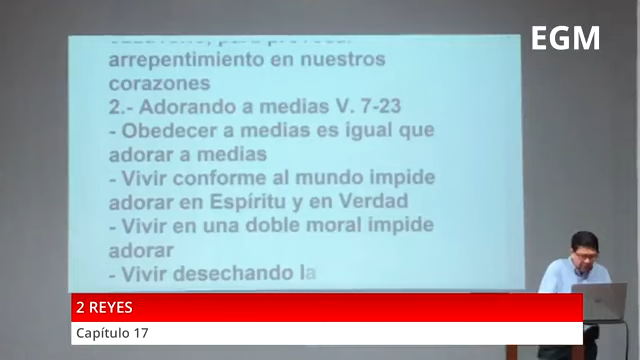 EGM
arrepentimiento en nuestros
corazones
2.- Adorando a medias V. 7-23
- Obedecer a medias es igual que
adorar a medias
- Vivir conforme al mundo impide
adorar en Espíritu y en Verdad
- Vivir en una doble moral impide
adorar
- Vivir desechando la
2 REYES
Capítulo 17